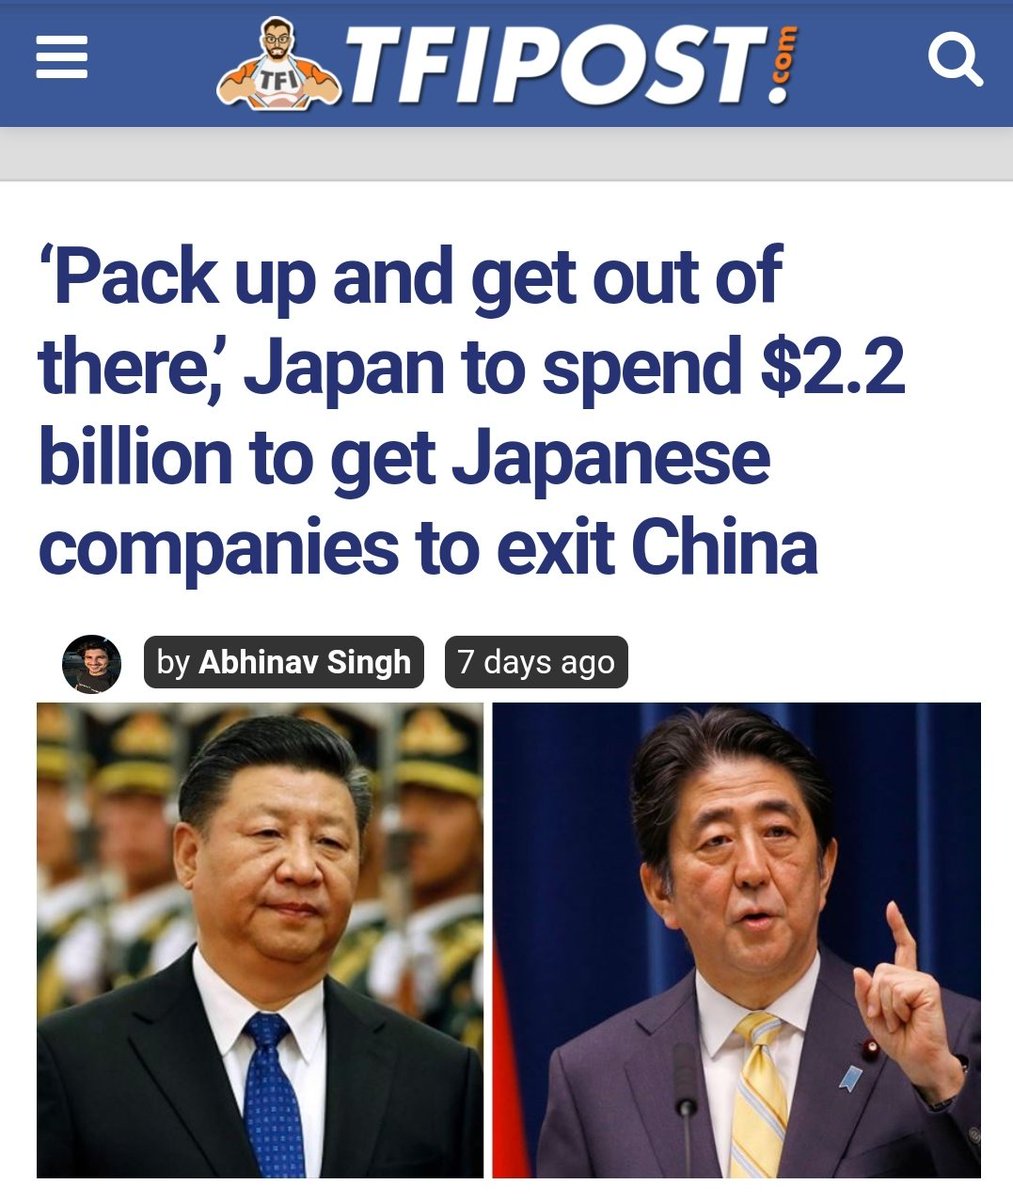 TFI
TFIPOST.com
‘Pack up and get out of
there,’ Japan to spend $2.2
billion to get Japanese
companies to exit China
by Abhinav Singh
7 days ago